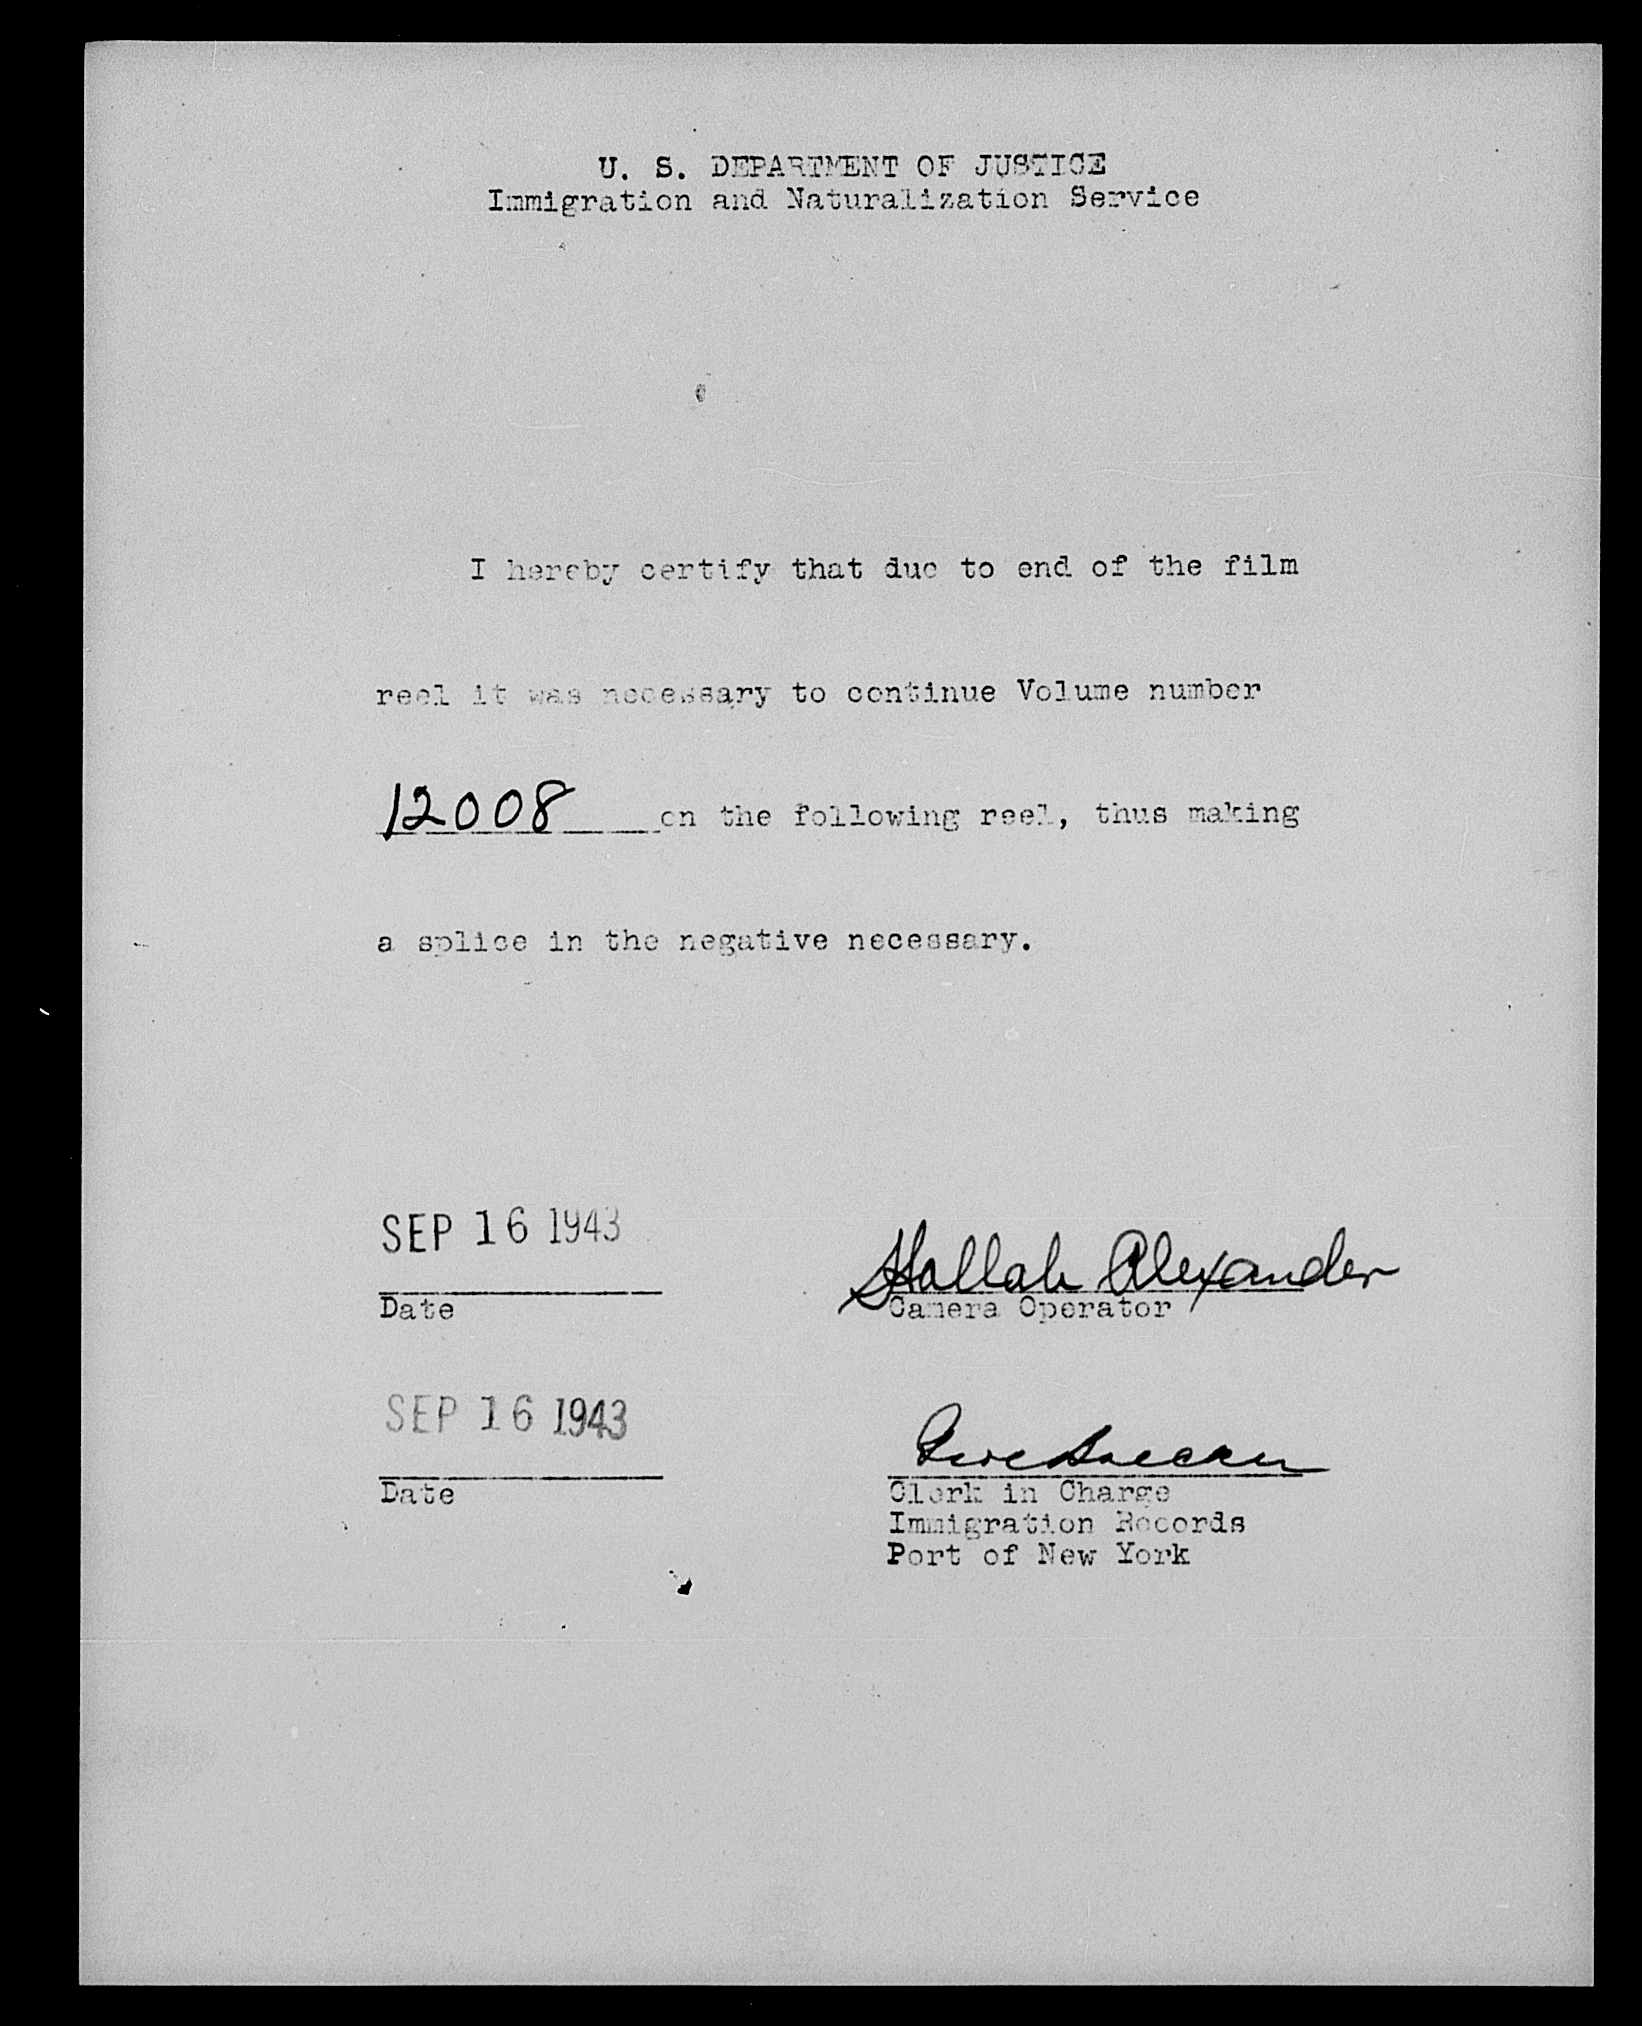 U. S. DEPARTMENT OF JUSTICE
Immigration and Naturalization Service
I hereby certify that due to end of the film
reel it was necessary to continue Volume number
12008 on the following reel, thus making
a splice in the negative necessary.
SEP 16 1943
Hallah Alexander
Date
Camera Operator
SEP 16 1943
Date
Clerk in Charge
Immigration Records
Port of New York